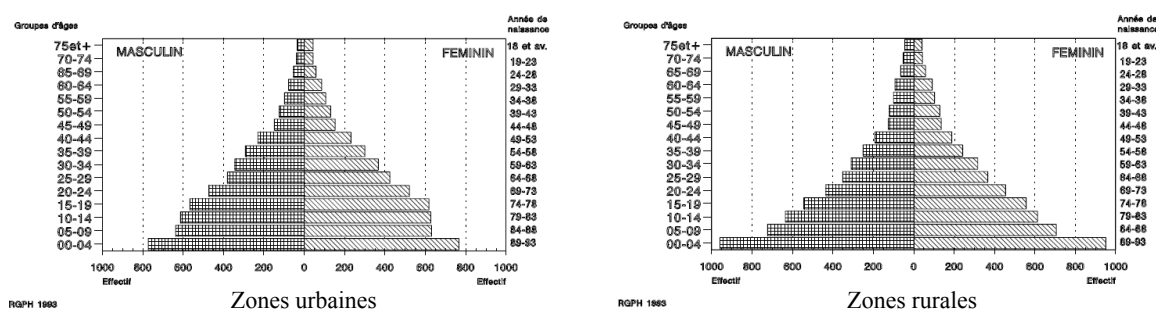 Groupes d'âges
Année de
naissance
MASCULIN
FEMININ
75et+
18 et av.
70-74
19-23
65-69
24-28
60-64
29-33
55-59
34-38
50-54
39-43
45-49
44-48
40-44
49-53
35-39
54-58
30-34
59-63
25-29
64-68
20-24
69-73
15-19
74-78
10-14
79-83
05-09
84-88
00-04
89-93
1000 800 600 400 200 0 200 400 600 800 1000
Effectif
Effectif
RGPH 1993
Zones urbaines
Groupes d'âges
Année de
naissance
MASCULIN
FEMININ
75et+
18 et av.
70-74
19-23
65-69
24-28
60-64
29-33
55-59
34-38
50-54
39-43
45-49
44-48
40-44
49-53
35-39
54-58
30-34
59-63
25-29
64-68
20-24
69-73
15-19
74-78
10-14
79-83
05-09
84-88
00-04
89-93
1000 800 600 400 200 0 200 400 600 800 1000
Effectif
Effectif
RGPH 1993
Zones rurales